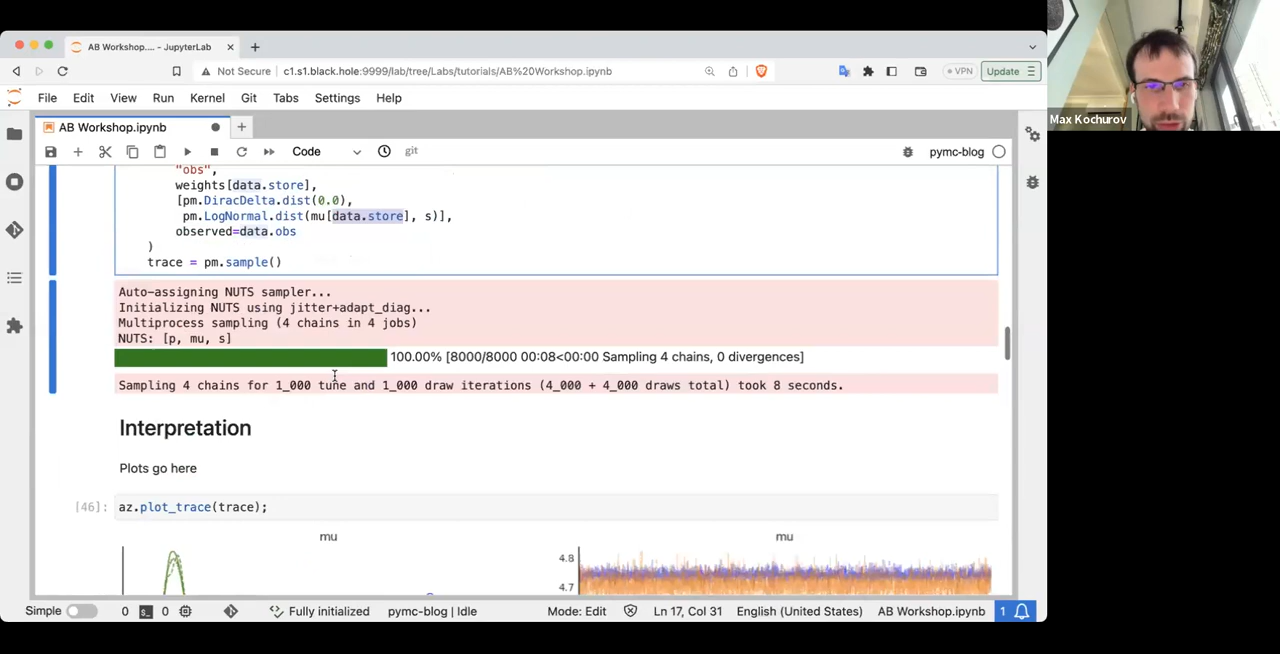 AB Workshop.... - JupyterLab
Not Secure | c1.s1.black.hole:9999/lab/tree/Labs/tutorials/AB%20Workshop.ipynb
VPN
Update
File Edit View Run Kernel Git Tabs Settings Help
AB Workshop.ipynb
Code
git
pymc-blog
"obs",
weights[data.store],
[pm.DiracDelta.dist(0.0),
pm.LogNormal.dist(mu[data.store], s)],
observed=data.obs
)
trace = pm.sample()
Auto-assigning NUTS sampler...
Initializing NUTS using jitter+adapt_diag...
Multiprocess sampling (4 chains in 4 jobs)
NUTS: [p, mu, s]
100.00% [8000/8000 00:08<00:00 Sampling 4 chains, 0 divergences]
Sampling 4 chains for 1_000 tune and 1_000 draw iterations (4_000 + 4_000 draws total) took 8 seconds.
Interpretation
Plots go here
[46]: az.plot_trace(trace);
mu
mu
4.8
4.7
Simple 0 0 Fully initialized pymc-blog | Idle Mode: Edit Ln 17, Col 31 English (United States) AB Workshop.ipynb 1
Max Kochurov